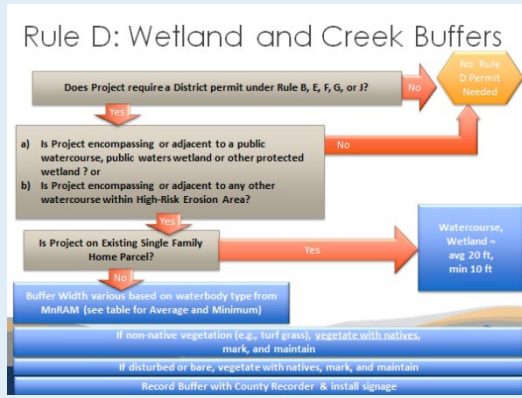 Rule D: Wetland and Creek Buffers
Does Project require a District permit under Rule B, E, F, G, or J?
No
No Rule
D Permit
Needed
Yes
a) Is Project encompassing or adjacent to a public
watercourse, public waters wetland or other protected
wetland ? or
b) Is Project encompassing or adjacent to any other
watercourse within High-Risk Erosion Area?
No
Yes
Is Project on Existing Single Family
Home Parcel?
Yes
Watercourse,
Wetland =
avg 20 ft,
min 10 ft
No
Buffer Width various based on waterbody type from
MnRAM (see table for Average and Minimum)
If non-native vegetation (e.g., turf grass), vegetate with natives,
mark, and maintain
If disturbed or bare, vegetate with natives, mark, and maintain
Record Buffer with County Recorder & install signage